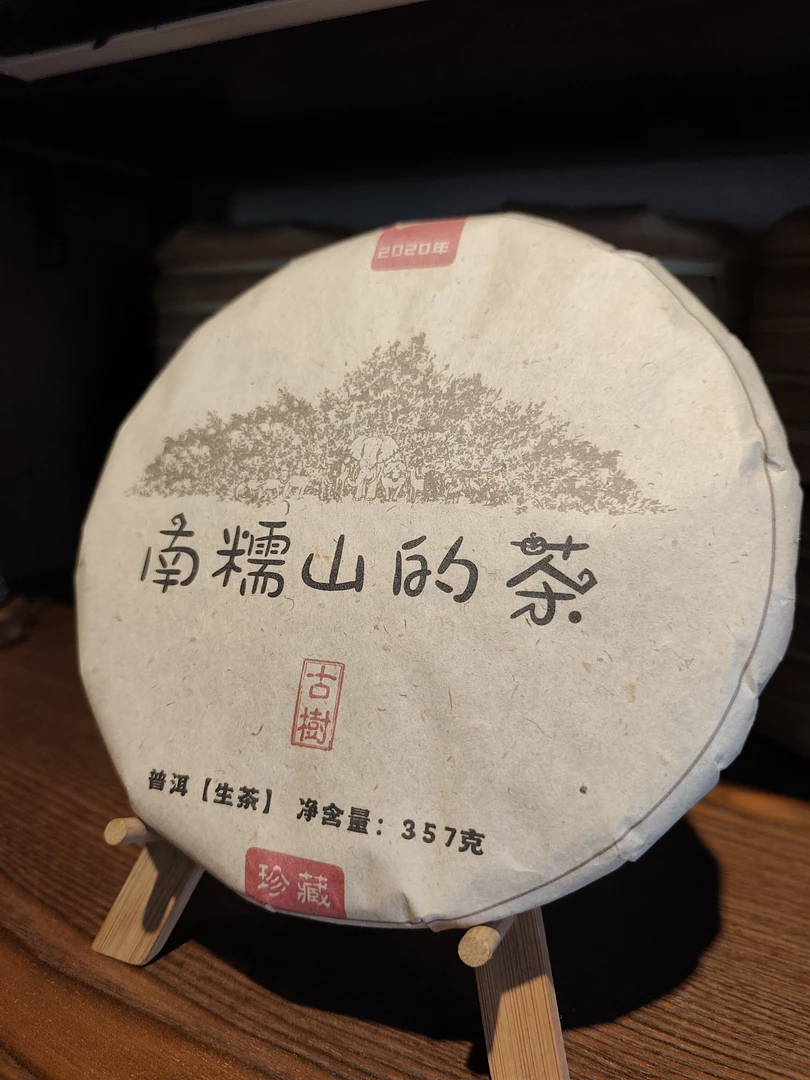 2020年
南糯山的茶
古
樹
普洱【生茶】 净含量：357克
珍藏